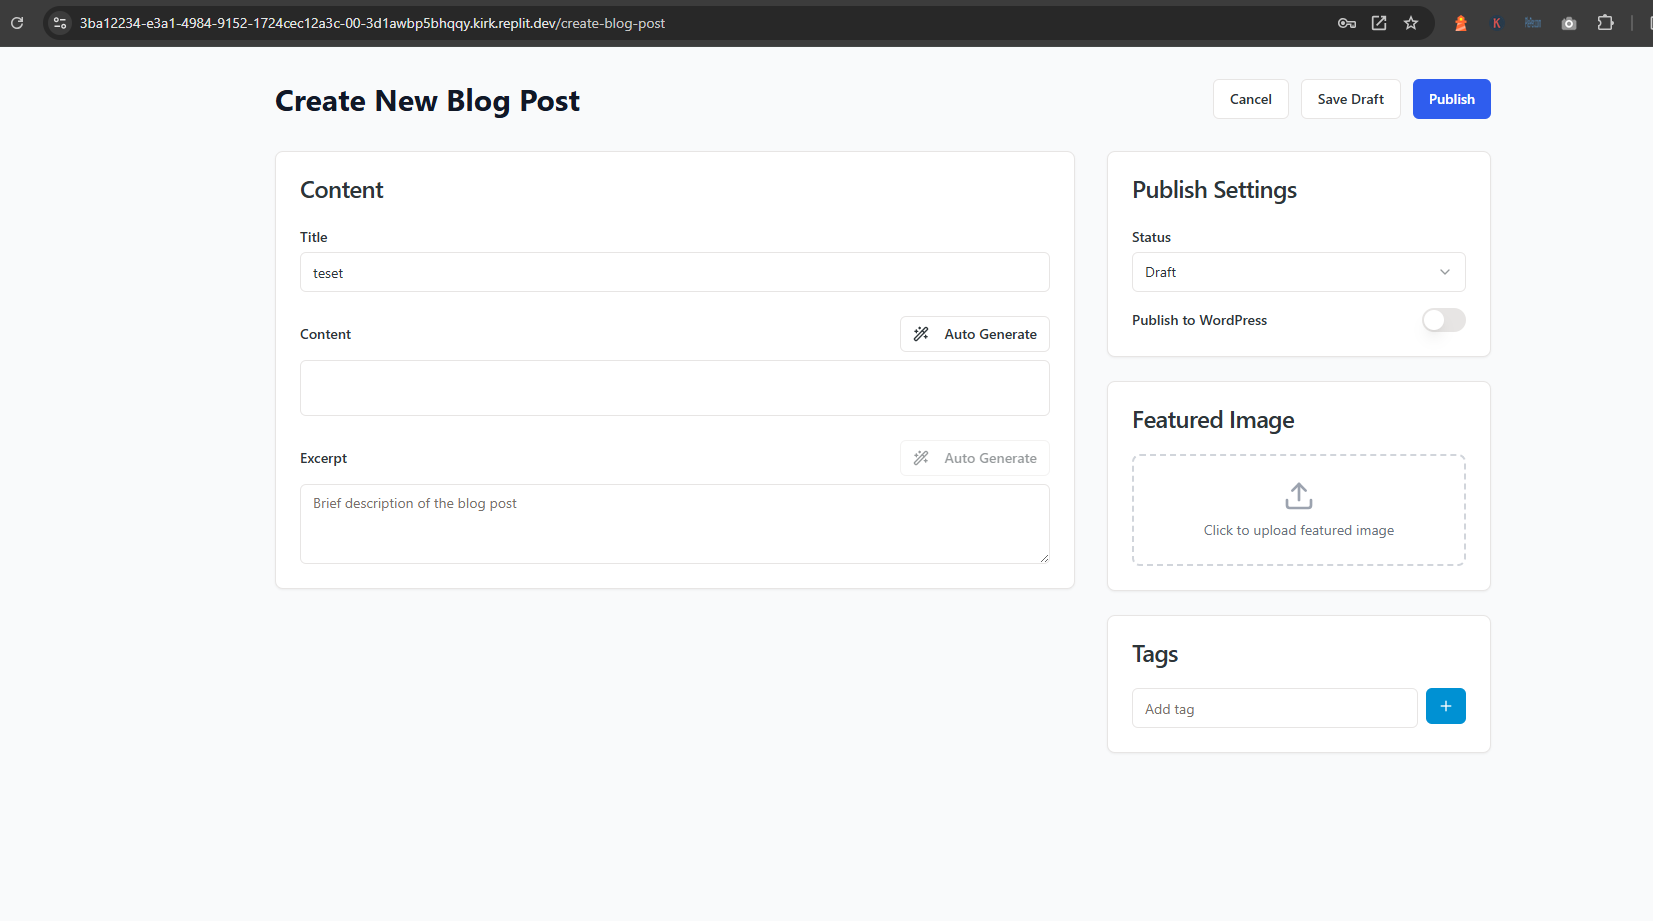 3ba12234-e3a1-4984-9152-1724cec12a3c-00-3d1awbp5bhqqy.kirk.replit.dev/create-blog-post
K
Create New Blog Post
Cancel
Save Draft
Publish
Content
Title
teset
Content
Auto Generate
Excerpt
Auto Generate
Brief description of the blog post
Publish Settings
Status
Draft
Publish to WordPress
Featured Image
Click to upload featured image
Tags
Add tag